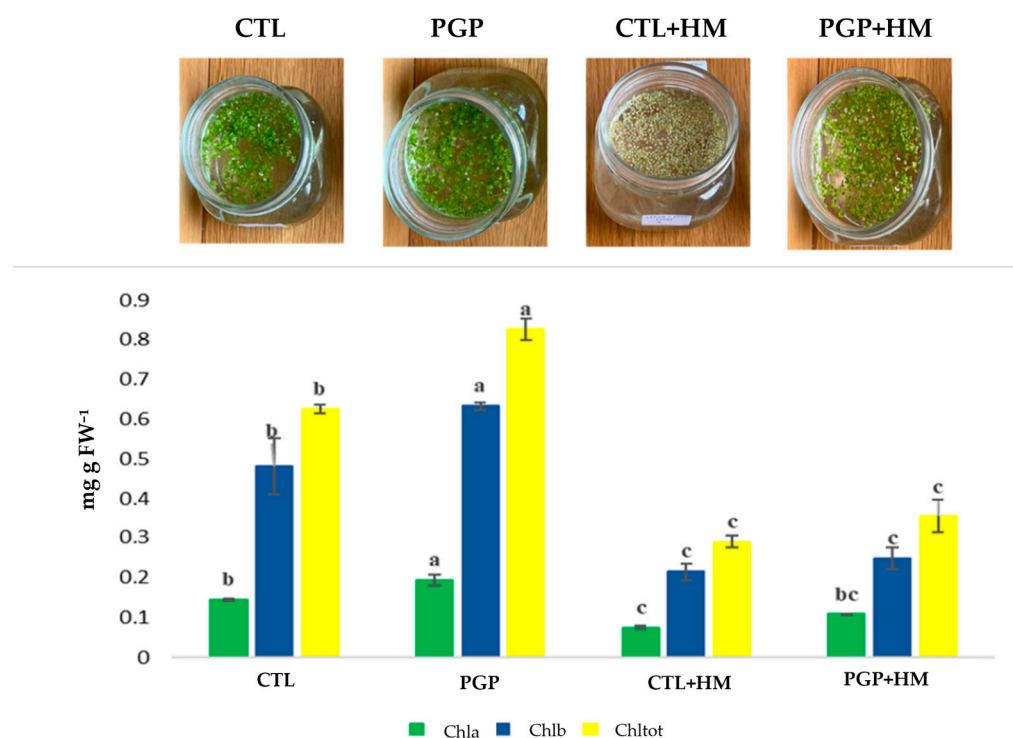 CTL PGP CTL+HM PGP+HM
0.9
0.8
0.7
0.6
0.5
0.4
0.3
0.2
0.1
0
mg g FW⁻¹
b b b
a a a
c c c
bc c c
CTL PGP CTL+HM PGP+HM
Chla Chlb Chltot